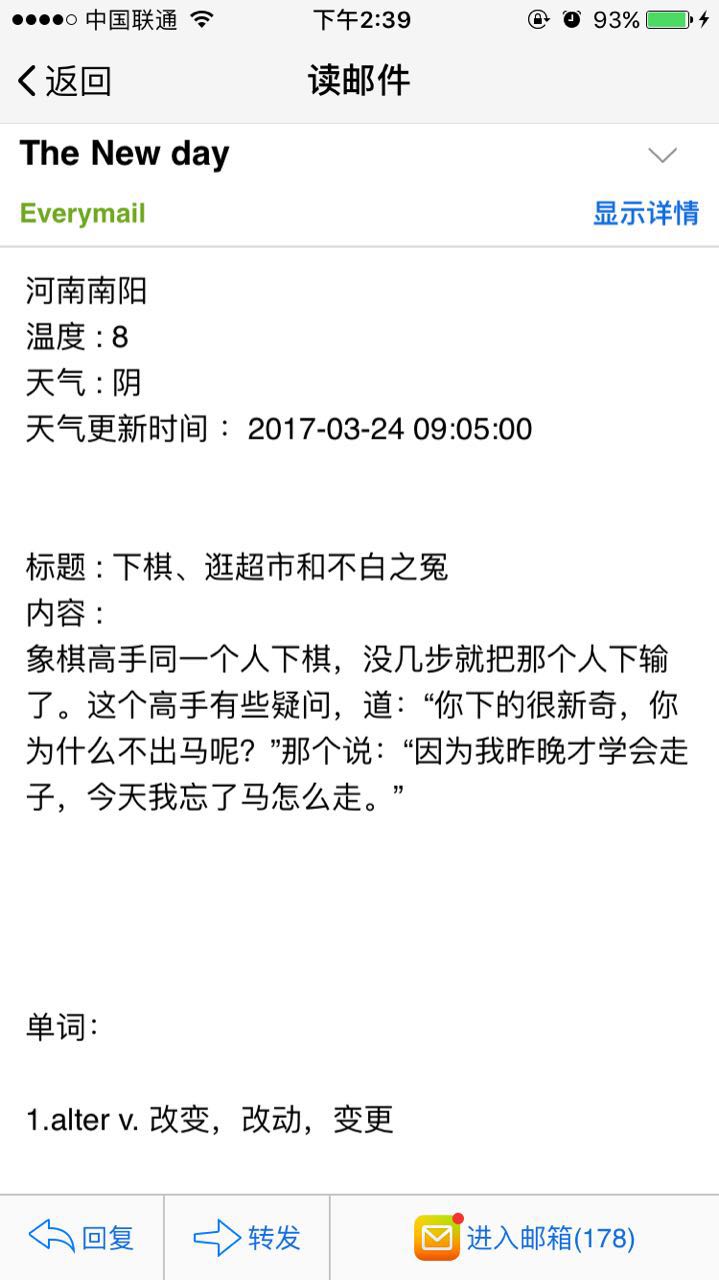 中国联通 下午2:39 93%
返回 读邮件
The New day
Everymail 显示详情
河南南阳
温度 : 8
天气 : 阴
天气更新时间 ： 2017-03-24 09:05:00
标题 : 下棋、逛超市和不白之冤
内容 :
象棋高手同一个人下棋，没几步就把那个人下输
了。这个高手有些疑问，道：“你下的很新奇，你
为什么不出马呢？”那个说：“因为我昨晚才学会走
子，今天我忘了马怎么走。”
单词：
1.alter v. 改变，改动，变更
回复 转发 进入邮箱(178)